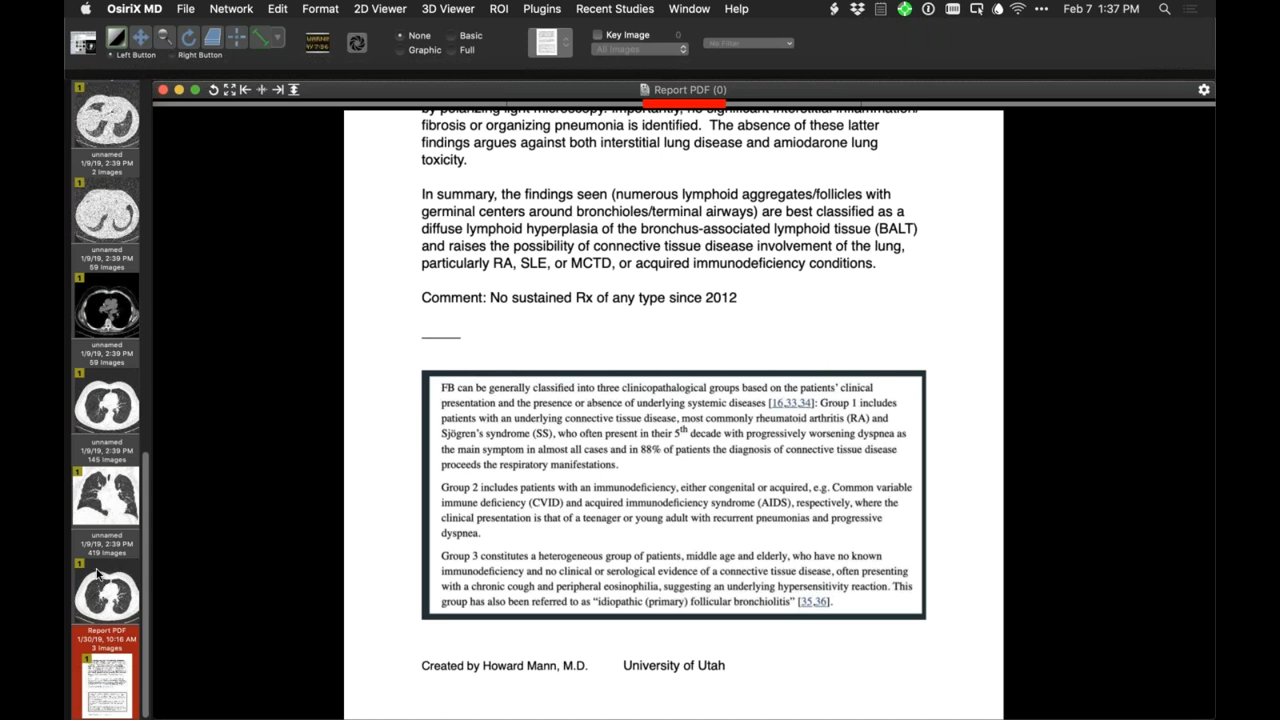 OsiriX MD File Network Edit Format 2D Viewer 3D Viewer ROI Plugins Recent Studies Window Help Feb 7 1:37 PM
None Basic
Graphic Full
Left Button Right Button
Key Image 0
All Images
No Filter
Report PDF (0)
1
unnamed
1/9/19, 2:39 PM
2 Images
1
unnamed
1/9/19, 2:39 PM
59 Images
1
unnamed
1/9/19, 2:39 PM
59 Images
1
unnamed
1/9/19, 2:39 PM
145 Images
1
unnamed
1/9/19, 2:39 PM
419 Images
1
Report PDF
1/30/19, 10:16 AM
3 Images
1
fibrosis or organizing pneumonia is identified. The absence of these latter
findings argues against both interstitial lung disease and amiodarone lung
toxicity.
In summary, the findings seen (numerous lymphoid aggregates/follicles with
germinal centers around bronchioles/terminal airways) are best classified as a
diffuse lymphoid hyperplasia of the bronchus-associated lymphoid tissue (BALT)
and raises the possibility of connective tissue disease involvement of the lung,
particularly RA, SLE, or MCTD, or acquired immunodeficiency conditions.
Comment: No sustained Rx of any type since 2012
FB can be generally classified into three clinicopathalogical groups based on the patients' clinical
presentation and the presence or absence of underlying systemic diseases [16,33,34]: Group 1 includes
patients with an underlying connective tissue disease, most commonly rheumatoid arthritis (RA) and
Sjögren's syndrome (SS), who often present in their 5th decade with progressively worsening dyspnea as
the main symptom in almost all cases and in 88% of patients the diagnosis of connective tissue disease
proceeds the respiratory manifestations.
Group 2 includes patients with an immunodeficiency, either congenital or acquired, e.g. Common variable
immune deficiency (CVID) and acquired immunodeficiency syndrome (AIDS), respectively, where the
clinical presentation is that of a teenager or young adult with recurrent pneumonias and progressive
dyspnea.
Group 3 constitutes a heterogeneous group of patients, middle age and elderly, who have no known
immunodeficiency and no clinical or serological evidence of a connective tissue disease, often presenting
with a chronic cough and peripheral eosinophilia, suggesting an underlying hypersensitivity reaction. This
group has also been referred to as "idiopathic (primary) follicular bronchiolitis" [35,36].
Created by Howard Mann, M.D. University of Utah